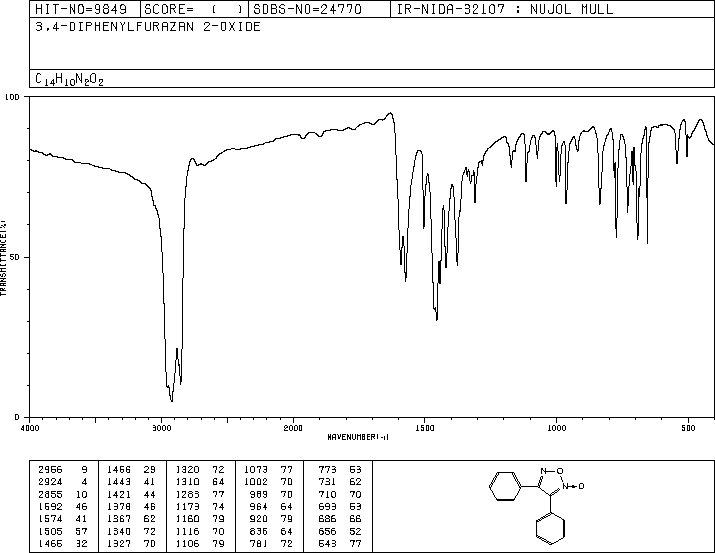 HIT-NO=9849 SCORE= ( ) SDBS-NO=24770 IR-NIDA-32107 : NUJOL MULL
3,4-DIPHENYLFURAZAN 2-OXIDE
C14H10N2O2
100
50
0
TRANSMITTANCE(%)
4000 3000 2000 1500 1000 500
WAVENUMBER(-1)
2956 9 1456 29 1320 72 1073 77 773 53
2924 4 1443 41 1310 64 1002 70 731 62
2855 10 1421 44 1283 77 989 70 710 70
1592 46 1378 46 1173 74 964 64 693 53
1574 41 1367 62 1160 79 920 79 686 66
1505 57 1340 72 1116 70 836 64 656 52
1466 32 1327 70 1106 79 781 72 543 77
N O
N O